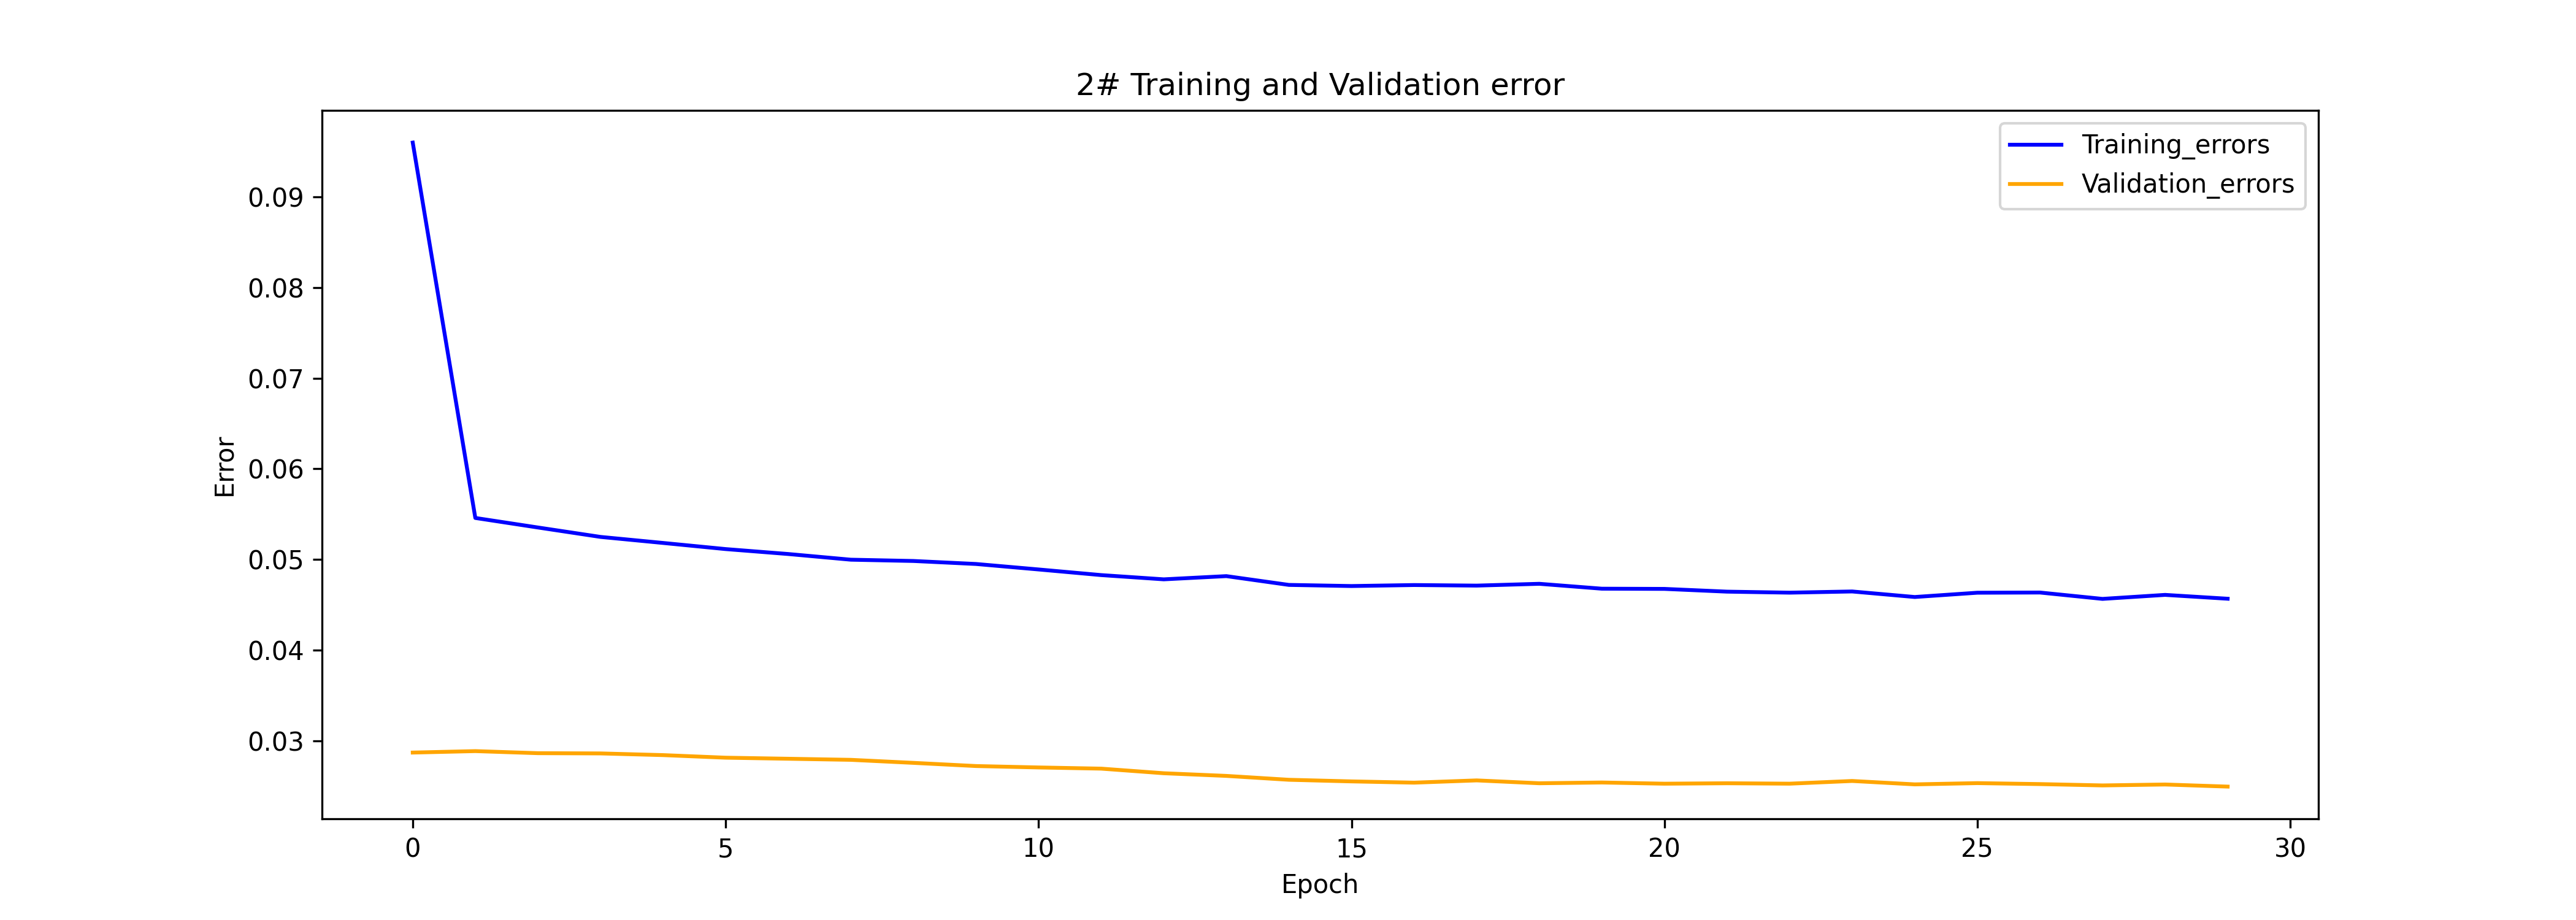 2# Training and Validation error
Training_errors
Validation_errors
0.09
0.08
0.07
0.06
0.05
0.04
0.03
Error
0 5 10 15 20 25 30
Epoch